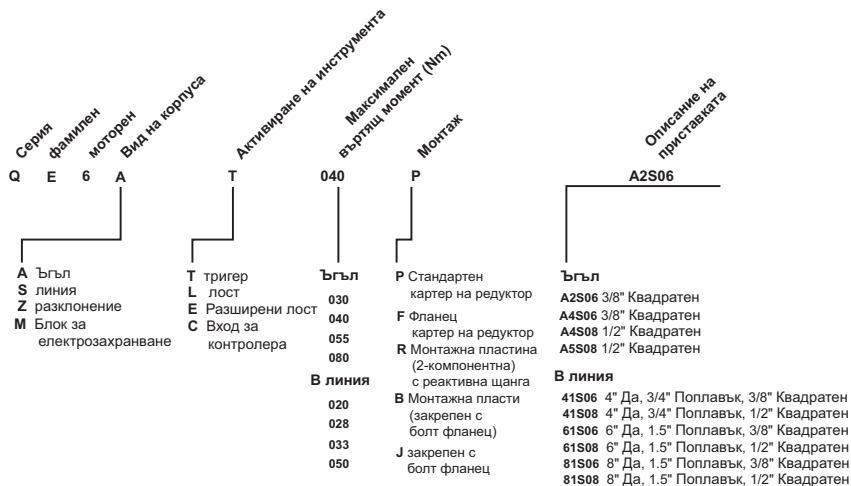 Серия
фамилен
моторен
Вид на корпуса
Активиране на инструмента
Максимален
въртящ момент (Nm)
Монтаж
Описание на
приставката
Q E 6 A T 040 P A2S06
A Ъгъл
S линия
Z разклонение
M Блок за
електрозахранване
T тригер
L лост
E Разширени лост
C Вход за
контролера
Ъгъл
030
040
055
080
В линия
020
028
033
050
P Стандартен
картер на редуктор
F Фланец
картер на редуктор
R Монтажна пластина
(2-компонентна)
с реактивна щанга
B Монтажна пласти
(закрепен с
болт фланец)
J закрепен с
болт фланец
Ъгъл
A2S06 3/8" Квадратен
A4S06 3/8" Квадратен
A4S08 1/2" Квадратен
A5S08 1/2" Квадратен
В линия
41S06 4" Да, 3/4" Поплавък, 3/8" Квадратен
41S08 4" Да, 3/4" Поплавък, 1/2" Квадратен
61S06 6" Да, 1.5" Поплавък, 3/8" Квадратен
61S08 6" Да, 1.5" Поплавък, 1/2" Квадратен
81S06 8" Да, 1.5" Поплавък, 3/8" Квадратен
81S08 8" Да, 1.5" Поплавък, 1/2" Квадратен